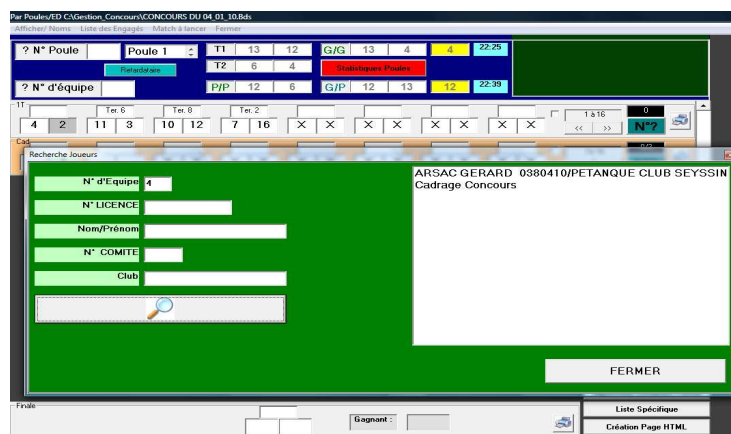 Par Poules/ED C:\Gestion_Concours\CONCOURS DU 04_01_10.Bds
Afficher/ Noms Liste des Engagés Match à lancer Fermer
? N° Poule Poule 1 T1 13 12 G/G 13 4 4 22:25
Retardataire T2 6 4 Statistiques Poules
? N° d'équipe P/P 12 6 G/P 12 13 12 22:39
1T Ter. 6 Ter. 8 Ter. 2 1 à 16 0
4 2 11 3 10 12 7 16 X X X X X X X X << >> N°?
Cad
Recherche Joueurs
N° d'Equipe 4
N° LICENCE
Nom/Prénom
N° COMITE
Club
ARSAC GERARD 0380410/PETANQUE CLUB SEYSSIN
Cadrage Concours
FERMER
Finale
Gagnant :
Liste Spécifique
Création Page HTML